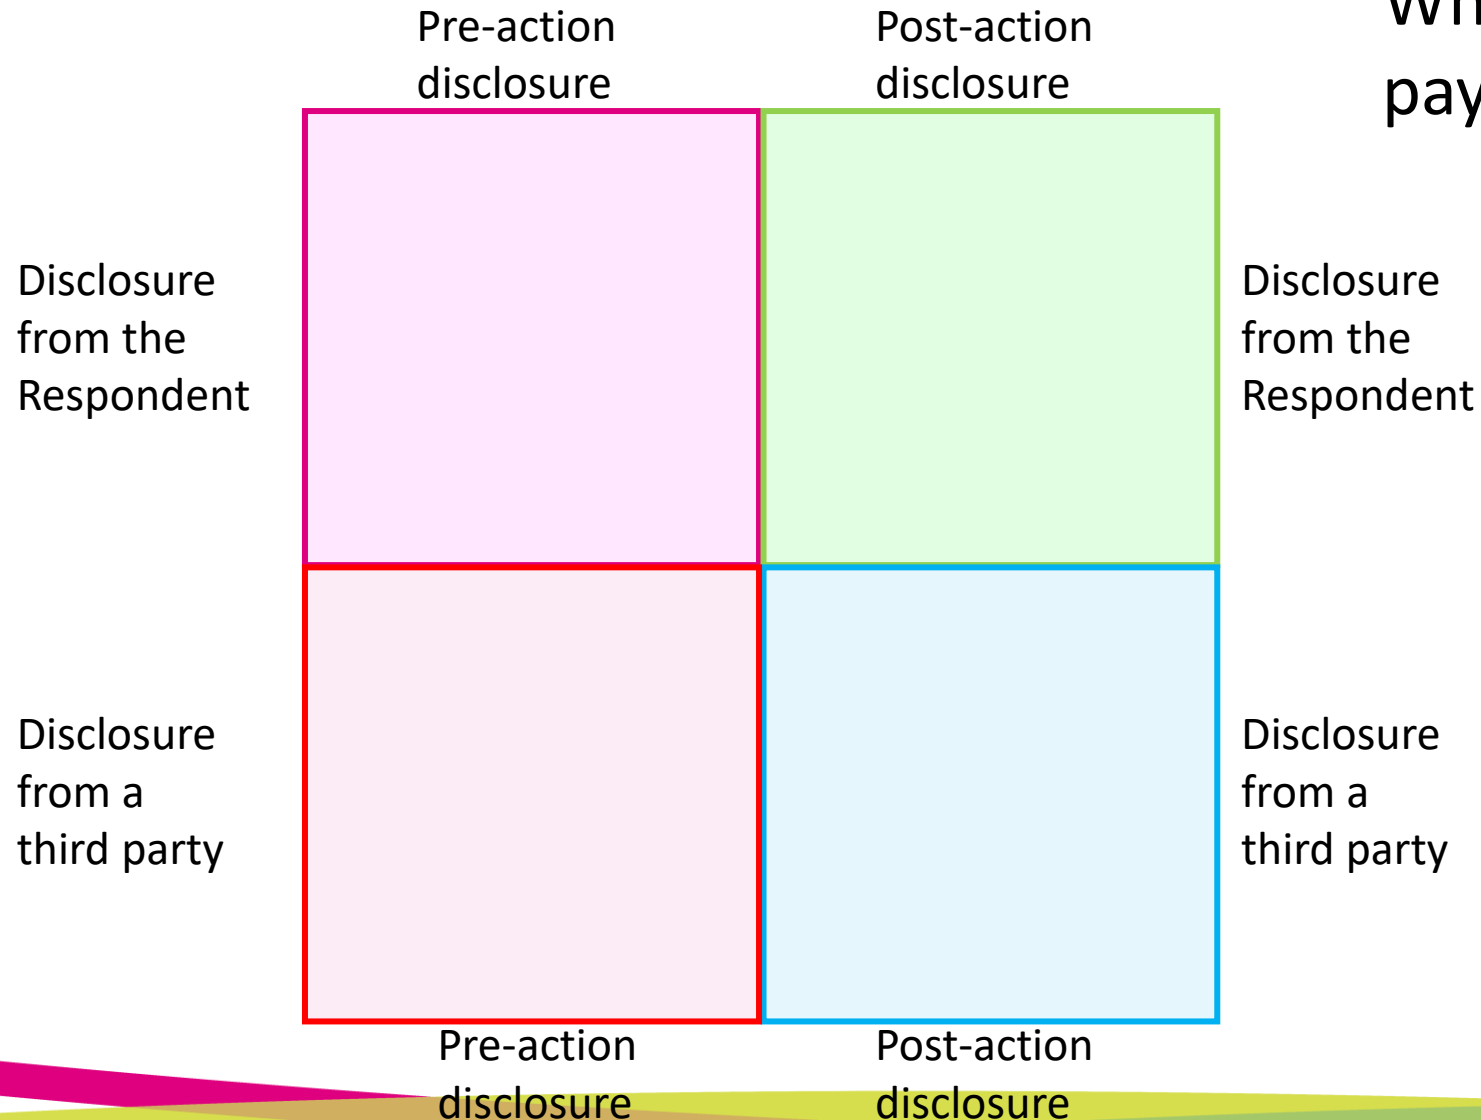 Pre-action
disclosure
Post-action
disclosure
pay
Disclosure
from the
Respondent
Disclosure
from the
Respondent
Disclosure
from a
third party
Disclosure
from a
third party
Pre-action
disclosure
Post-action
disclosure